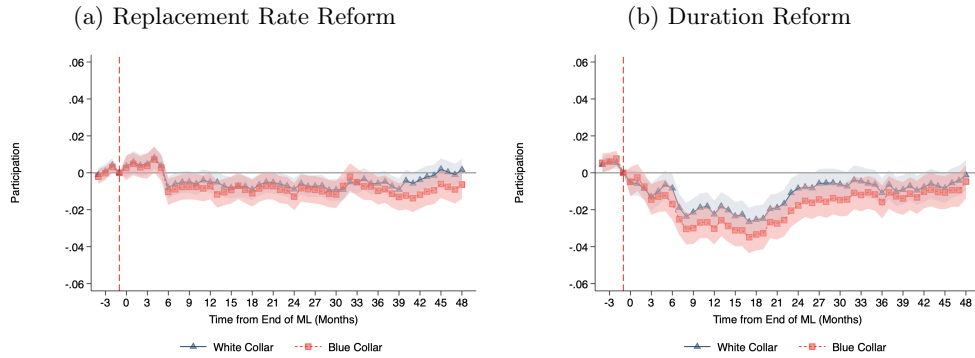 (a) Replacement Rate Reform
.06
.04
.02
0
-.02
-.04
-.06
Participation
-3 0 3 6 9 12 15 18 21 24 27 30 33 36 39 42 45 48
Time from End of ML (Months)
White Collar Blue Collar
(b) Duration Reform
.06
.04
.02
0
-.02
-.04
-.06
Participation
-3 0 3 6 9 12 15 18 21 24 27 30 33 36 39 42 45 48
Time from End of ML (Months)
White Collar Blue Collar